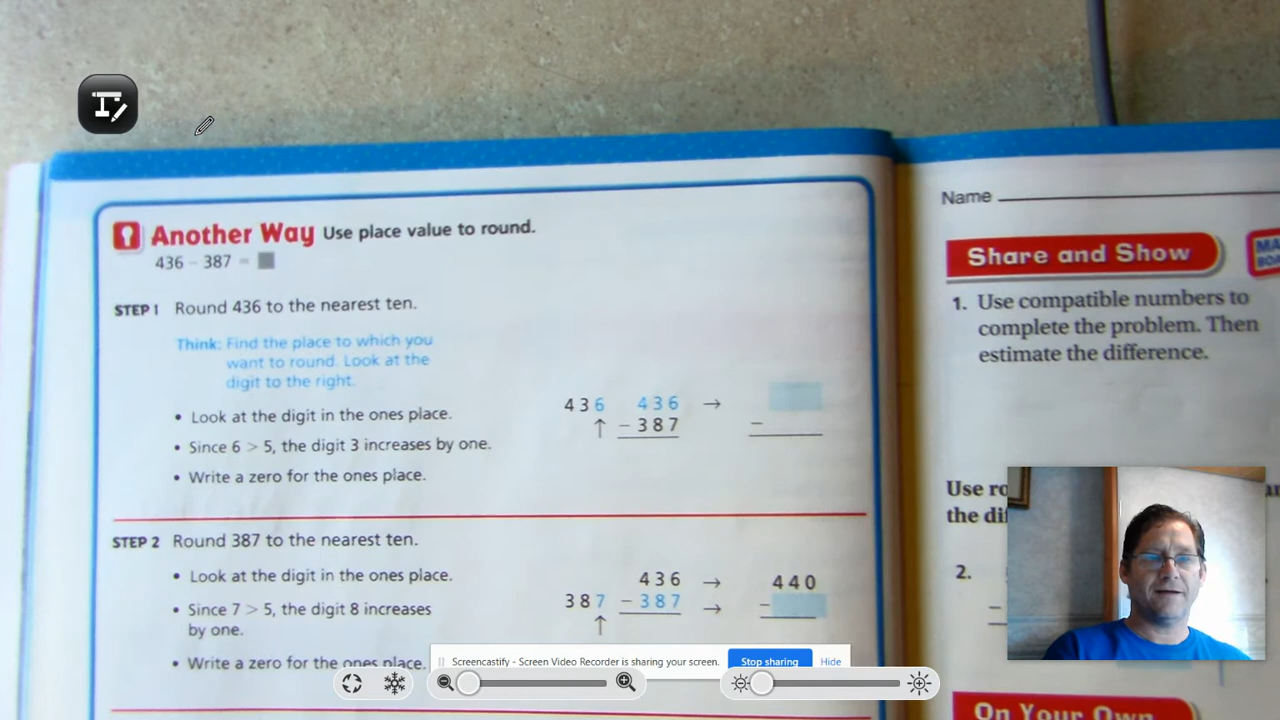 Another Way Use place value to round.
436 - 387 = ■
STEP 1 Round 436 to the nearest ten.
Think: Find the place to which you
want to round. Look at the
digit to the right.
• Look at the digit in the ones place.
• Since 6 > 5, the digit 3 increases by one.
• Write a zero for the ones place.
436 436 →
↑ - 387 -
STEP 2 Round 387 to the nearest ten.
• Look at the digit in the ones place.
• Since 7 > 5, the digit 8 increases
by one.
• Write a zero for the ones place.
436 → 440
387 - 387 → -
↑
Name
Share and Show
1. Use compatible numbers to
complete the problem. Then
estimate the difference.
Use
the
2.
-
On Your Own
Screencastify - Screen Video Recorder is sharing your screen.
Stop sharing
Hide